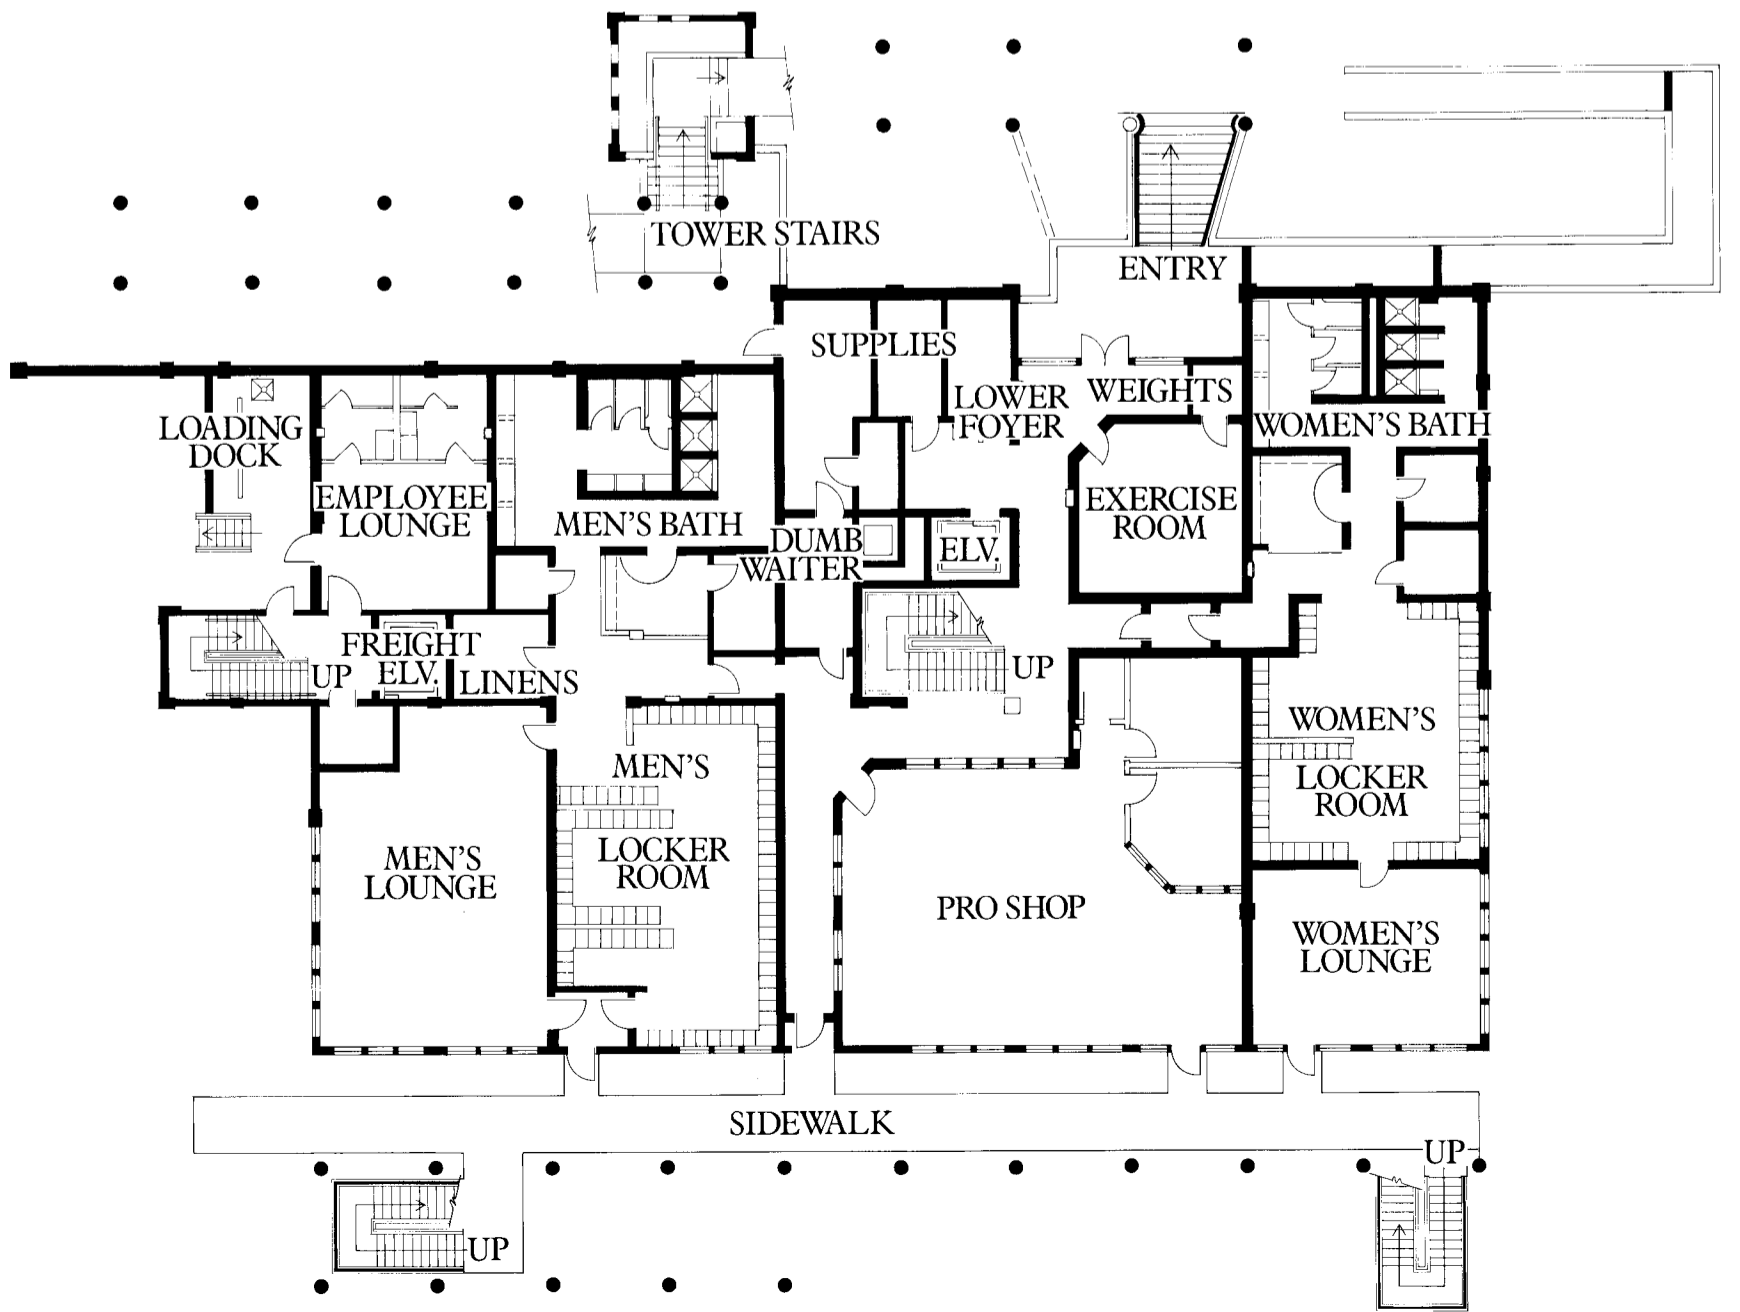 TOWER STAIRS
ENTRY
SUPPLIES
LOWER
FOYER
WEIGHTS
WOMEN'S BATH
LOADING
DOCK
EMPLOYEE
LOUNGE
MEN'S BATH
DUMB
WAITER
ELV.
EXERCISE
ROOM
UP
FREIGHT
ELV.
LINENS
UP
MEN'S
LOCKER
ROOM
WOMEN'S
LOCKER
ROOM
MEN'S
LOUNGE
PRO SHOP
WOMEN'S
LOUNGE
SIDEWALK
UP
UP